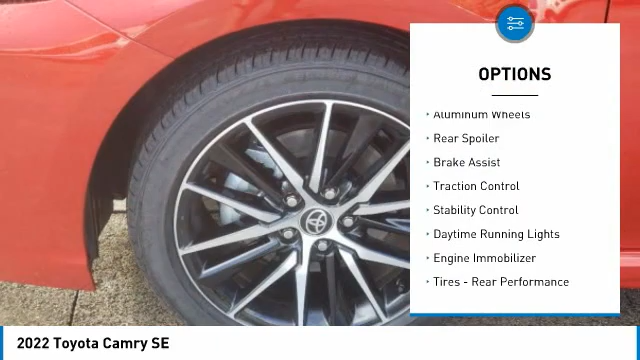 OPTIONS
Aluminum Wheels
Rear Spoiler
Brake Assist
Traction Control
Stability Control
Daytime Running Lights
Engine Immobilizer
Tires - Rear Performance
2022 Toyota Camry SE